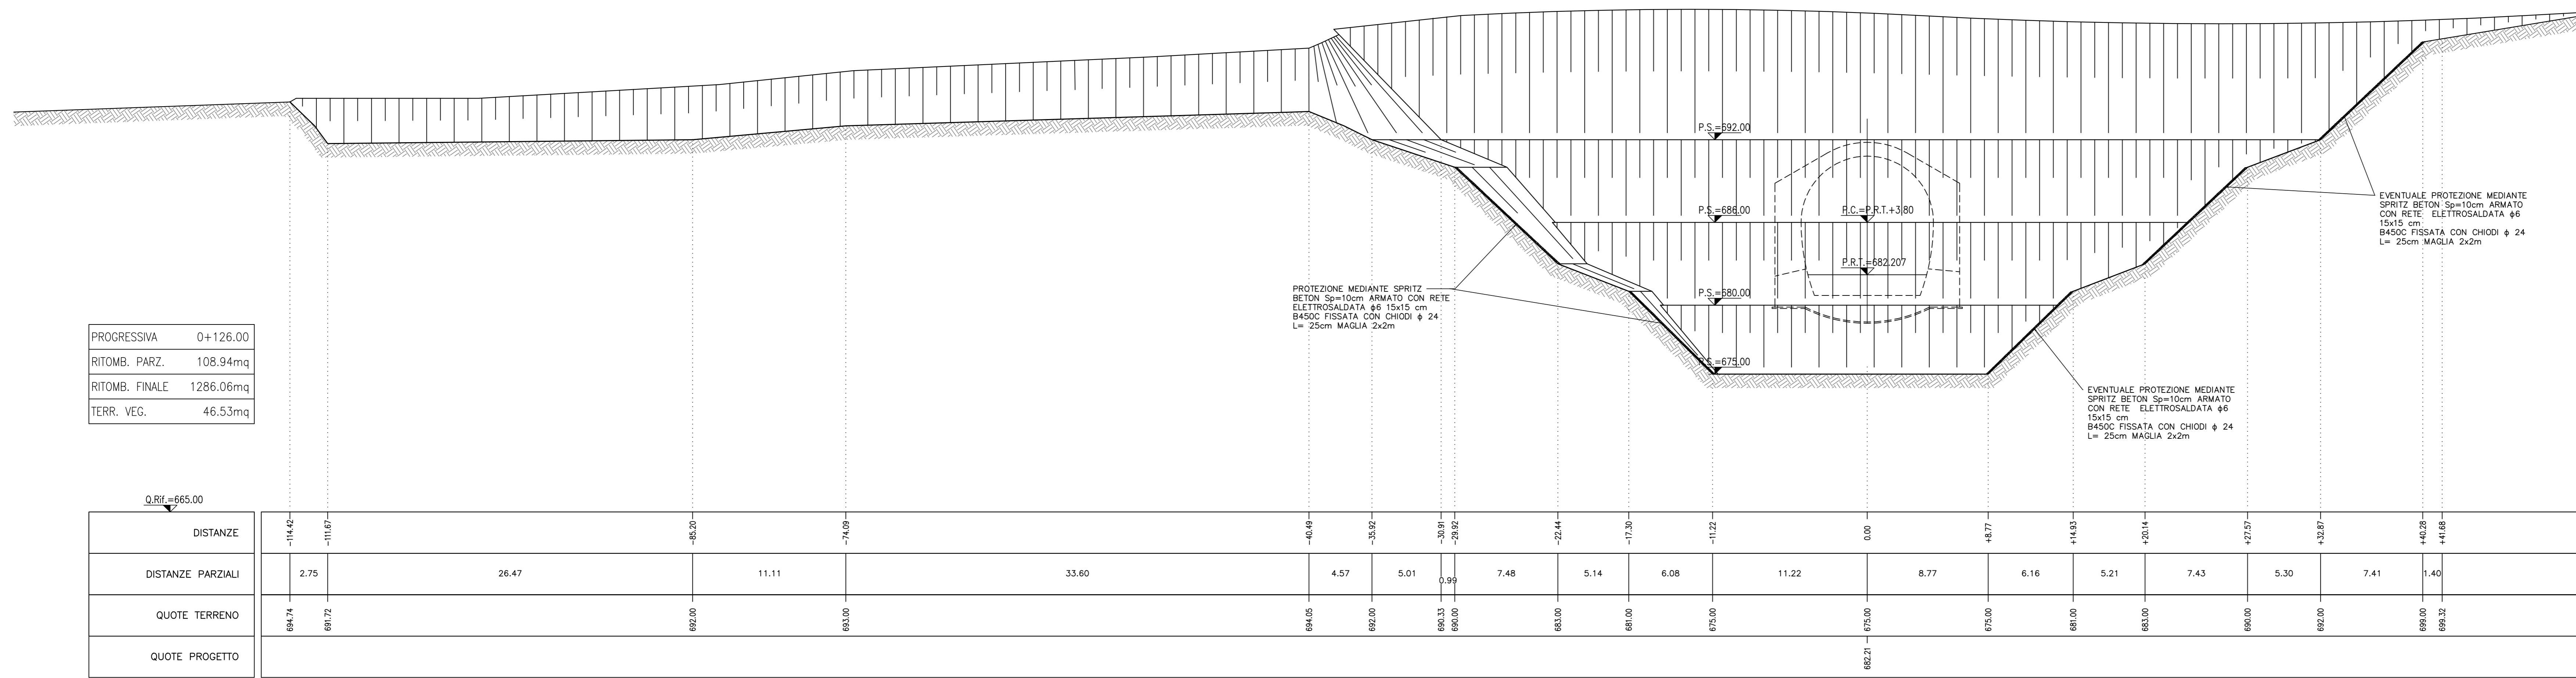 P.S.=692.00
P.S.=686.00
P.C.=P.R.T.+3.80
P.R.T.=682.207
P.S.=680.00
P.S.=675.00
EVENTUALE PROTEZIONE MEDIANTE
SPRITZ BETON Sp=10cm ARMATO
CON RETE ELETTROSALDATA ϕ6
15x15 cm
B450C FISSATA CON CHIODI ϕ 24
L= 25cm MAGLIA 2x2m
PROTEZIONE MEDIANTE SPRITZ
BETON Sp=10cm ARMATO CON RETE
ELETTROSALDATA ϕ6 15x15 cm
B450C FISSATA CON CHIODI ϕ 24
L= 25cm MAGLIA 2x2m
EVENTUALE PROTEZIONE MEDIANTE
SPRITZ BETON Sp=10cm ARMATO
CON RETE ELETTROSALDATA ϕ6
15x15 cm
B450C FISSATA CON CHIODI ϕ 24
L= 25cm MAGLIA 2x2m
PROGRESSIVA 0+126.00
RITOMB. PARZ. 108.94mq
RITOMB. FINALE 1286.06mq
TERR. VEG. 46.53mq
Q.Rif.=665.00
DISTANZE -114.42 -111.67 -85.20 -74.09 -40.49 -35.92 -30.91 -29.92 -22.44 -17.30 -11.22 0.00 +8.77 +14.93 +20.14 +27.57 +32.87 +40.28 +41.68
DISTANZE PARZIALI 2.75 26.47 11.11 33.60 4.57 5.01 0.99 7.48 5.14 6.08 11.22 8.77 6.16 5.21 7.43 5.30 7.41 1.40
QUOTE TERRENO 694.74 691.72 692.00 693.00 694.05 692.00 690.33 690.00 683.00 681.00 675.00 675.00 675.00 681.00 683.00 690.00 692.00 699.00 699.32
QUOTE PROGETTO 682.21